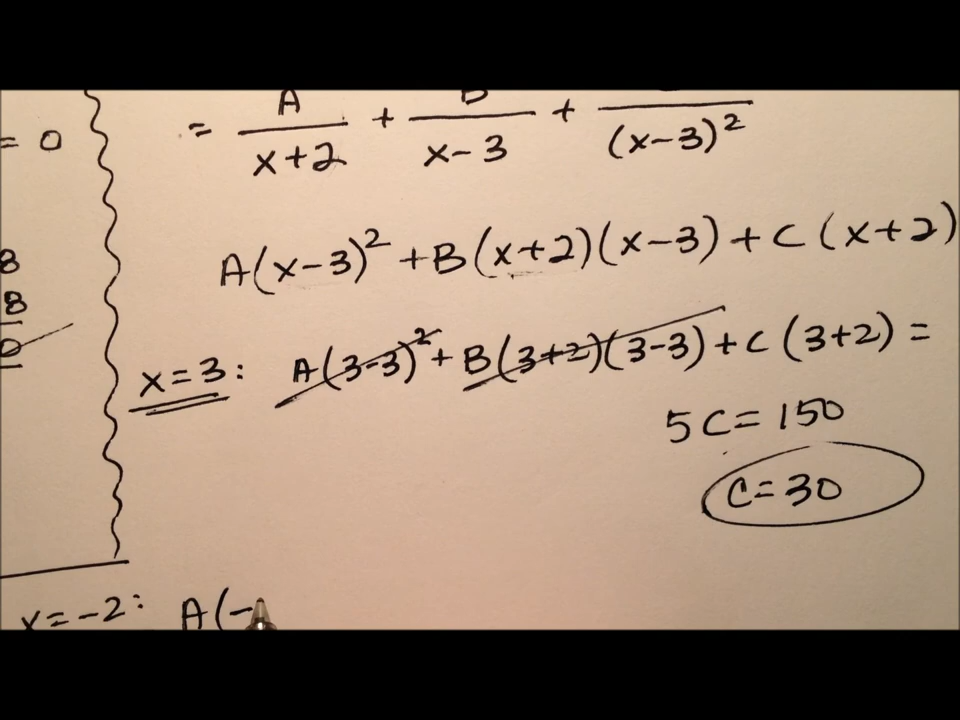 = 0
= A/(x+2) + B/(x-3) + /(x-3)²
A(x-3)² + B(x+2)(x-3) + C(x+2)
8
8
0
x=3: A(3-3)² + B(3+2)(3-3) + C(3+2) =
5C = 150
C = 30
x=-2: A(-